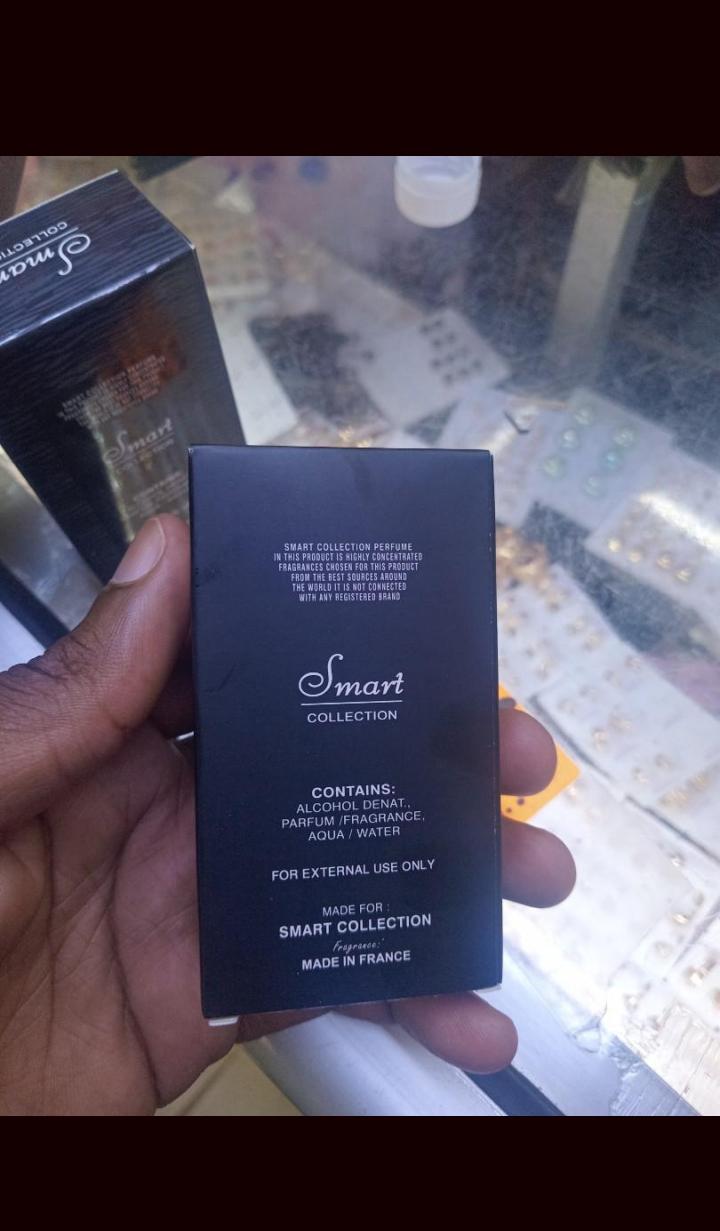 Smart
COLLECTION
SMART COLLECTION PERFUME
IN THIS PRODUCT IS HIGHLY CONCENTRATED
FRAGRANCES CHOSEN FOR THIS PRODUCT
FROM THE BEST SOURCES AROUND
THE WORLD IT IS NOT CONNECTED
WITH ANY REGISTERED BRAND
Smart
COLLECTION
CONTAINS:
ALCOHOL DENAT.,
PARFUM /FRAGRANCE,
AQUA / WATER
FOR EXTERNAL USE ONLY
MADE FOR :
SMART COLLECTION
Fragrance:
MADE IN FRANCE